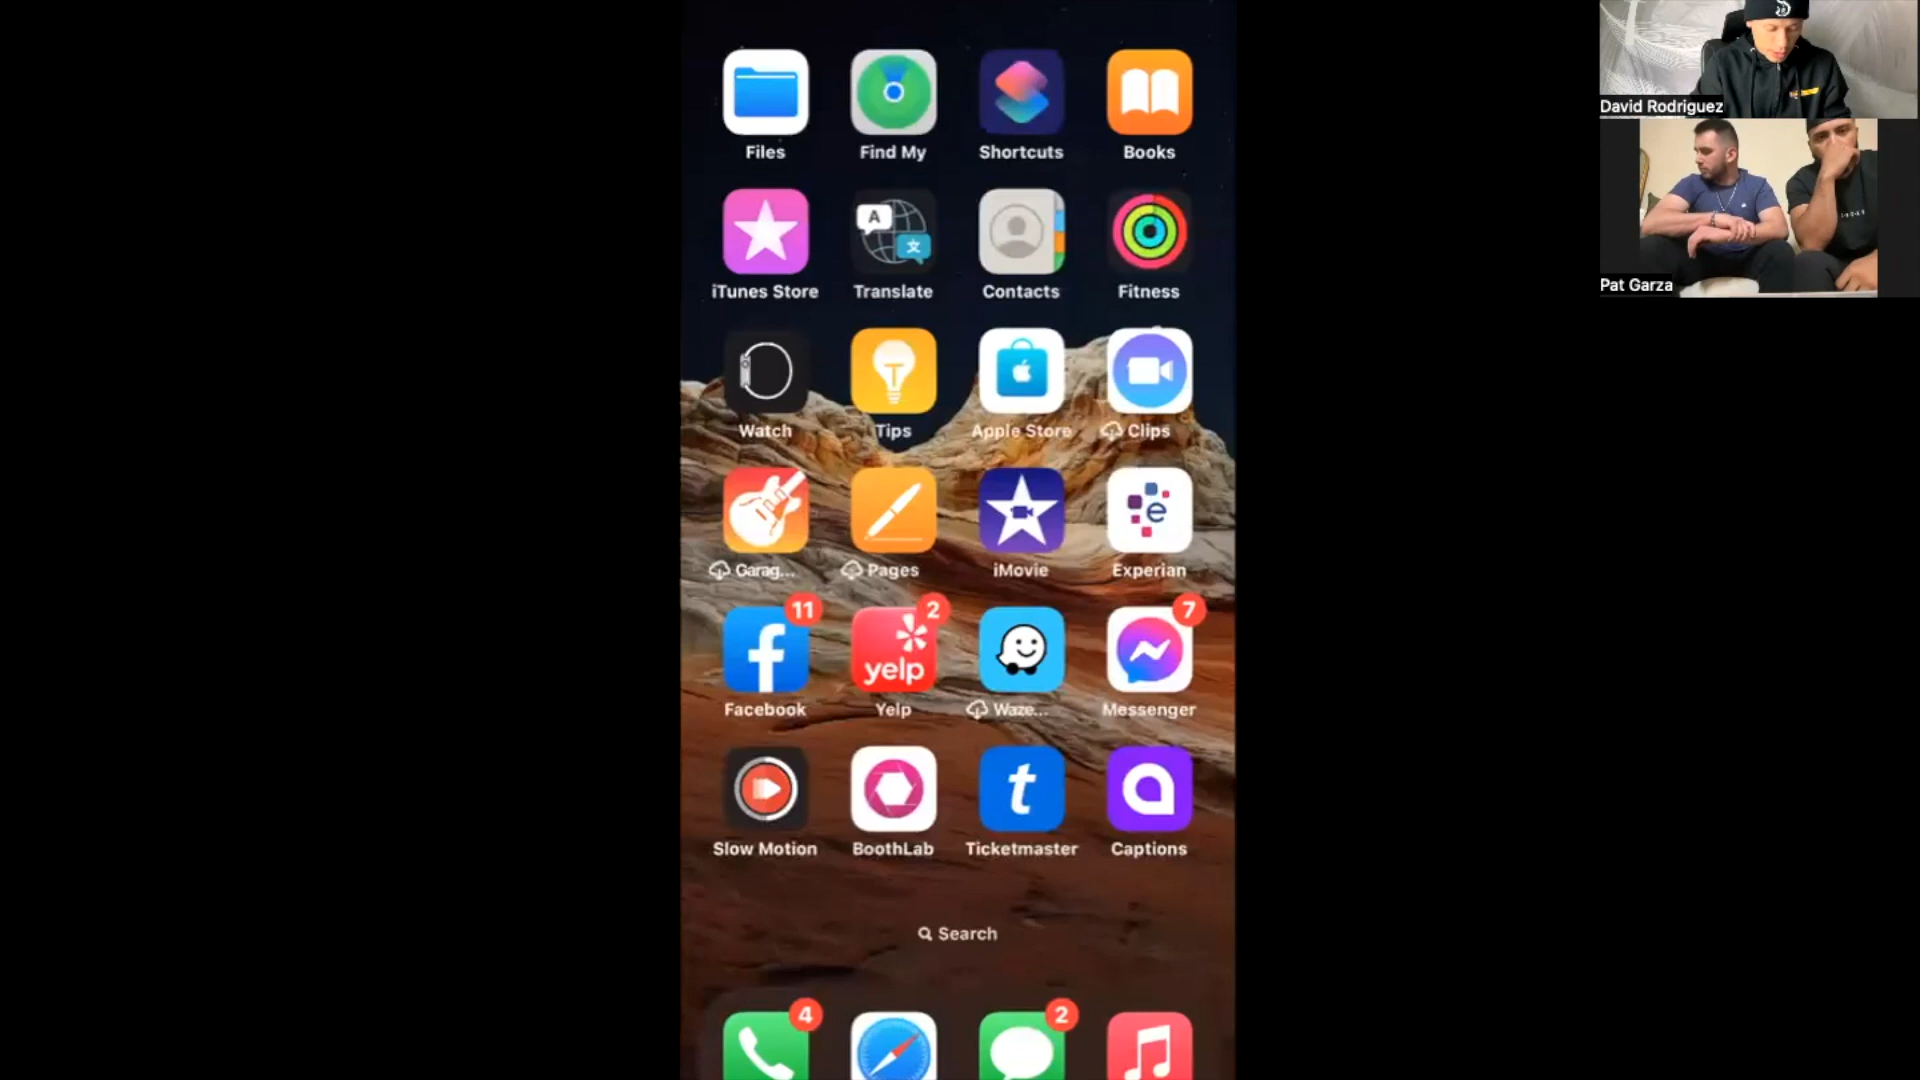 Files
Find My
Shortcuts
Books
A
文
iTunes Store
Translate
Contacts
Fitness
Watch
Tips
Apple Store
Clips
e
Garag...
Pages
iMovie
Experian
11
2
7
f
yelp
Facebook
Yelp
Waze...
Messenger
t
Slow Motion
BoothLab
Ticketmaster
Captions
Search
4
2
David Rodriguez
Pat Garza